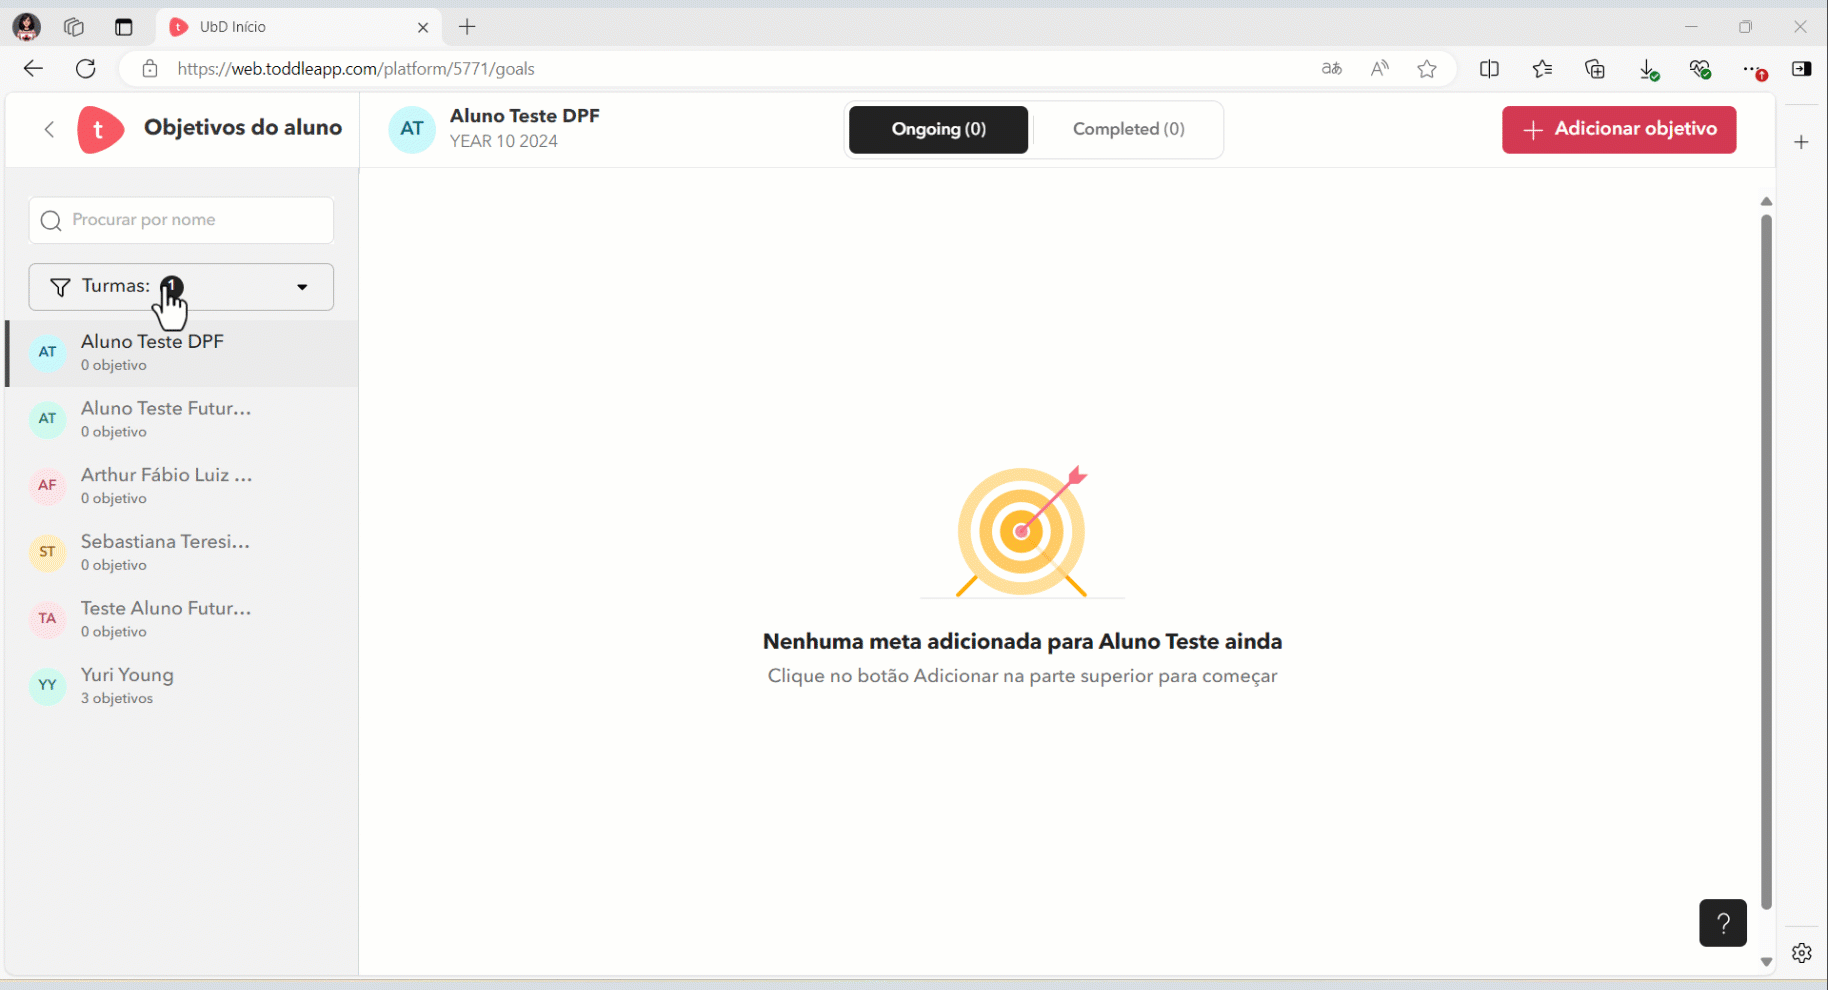 UbD Início
https://web.toddleapp.com/platform/5771/goals
t
Objetivos do aluno
AT
Aluno Teste DPF
YEAR 10 2024
Ongoing (0)
Completed (0)
Adicionar objetivo
Procurar por nome
Turmas: 1
AT
Aluno Teste DPF
0 objetivo
AT
Aluno Teste Futur...
0 objetivo
AF
Arthur Fábio Luiz ...
0 objetivo
ST
Sebastiana Teresi...
0 objetivo
TA
Teste Aluno Futur...
0 objetivo
YY
Yuri Young
3 objetivos
Nenhuma meta adicionada para Aluno Teste ainda
Clique no botão Adicionar na parte superior para começar
?